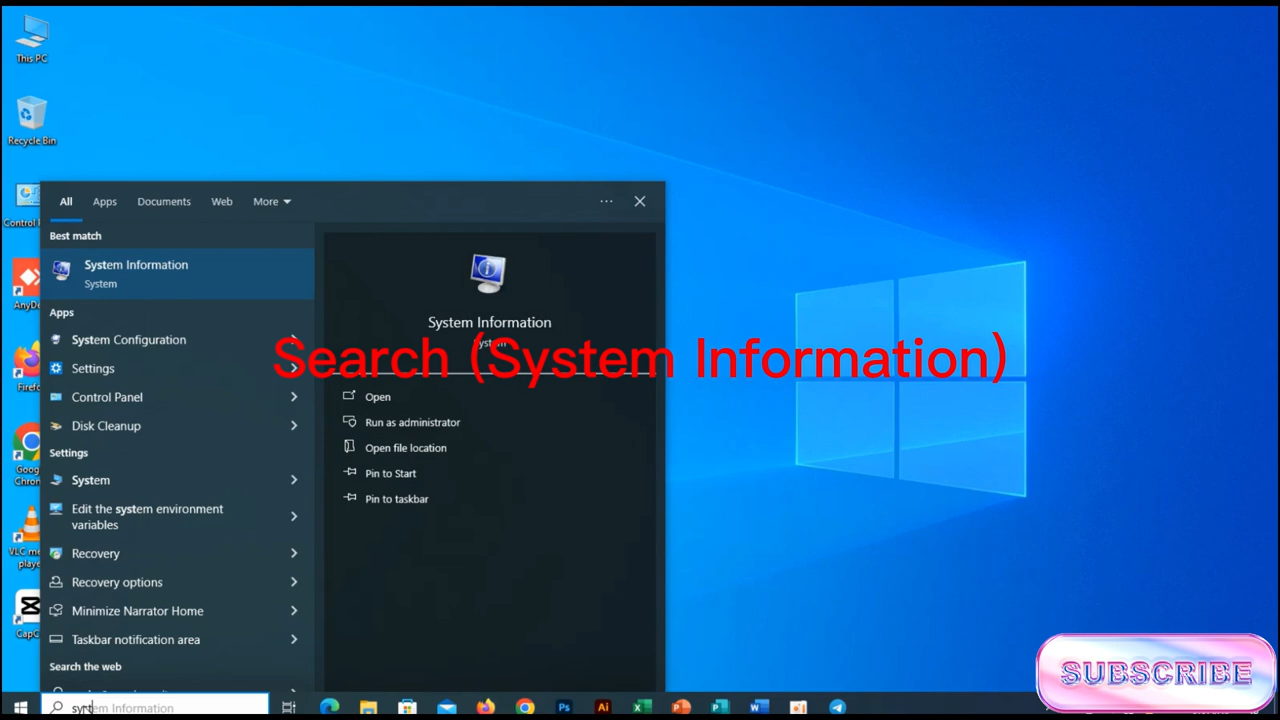 This PC
Recycle Bin
All Apps Documents Web More
Best match
System Information
System
Apps
System Configuration
Settings
Control Panel
Disk Cleanup
Settings
System
Edit the system environment
variables
Recovery
Recovery options
Minimize Narrator Home
Taskbar notification area
Search the web
System Information
Search (System Information)
Open
Run as administrator
Open file location
Pin to Start
Pin to taskbar
SUBSCRIBE